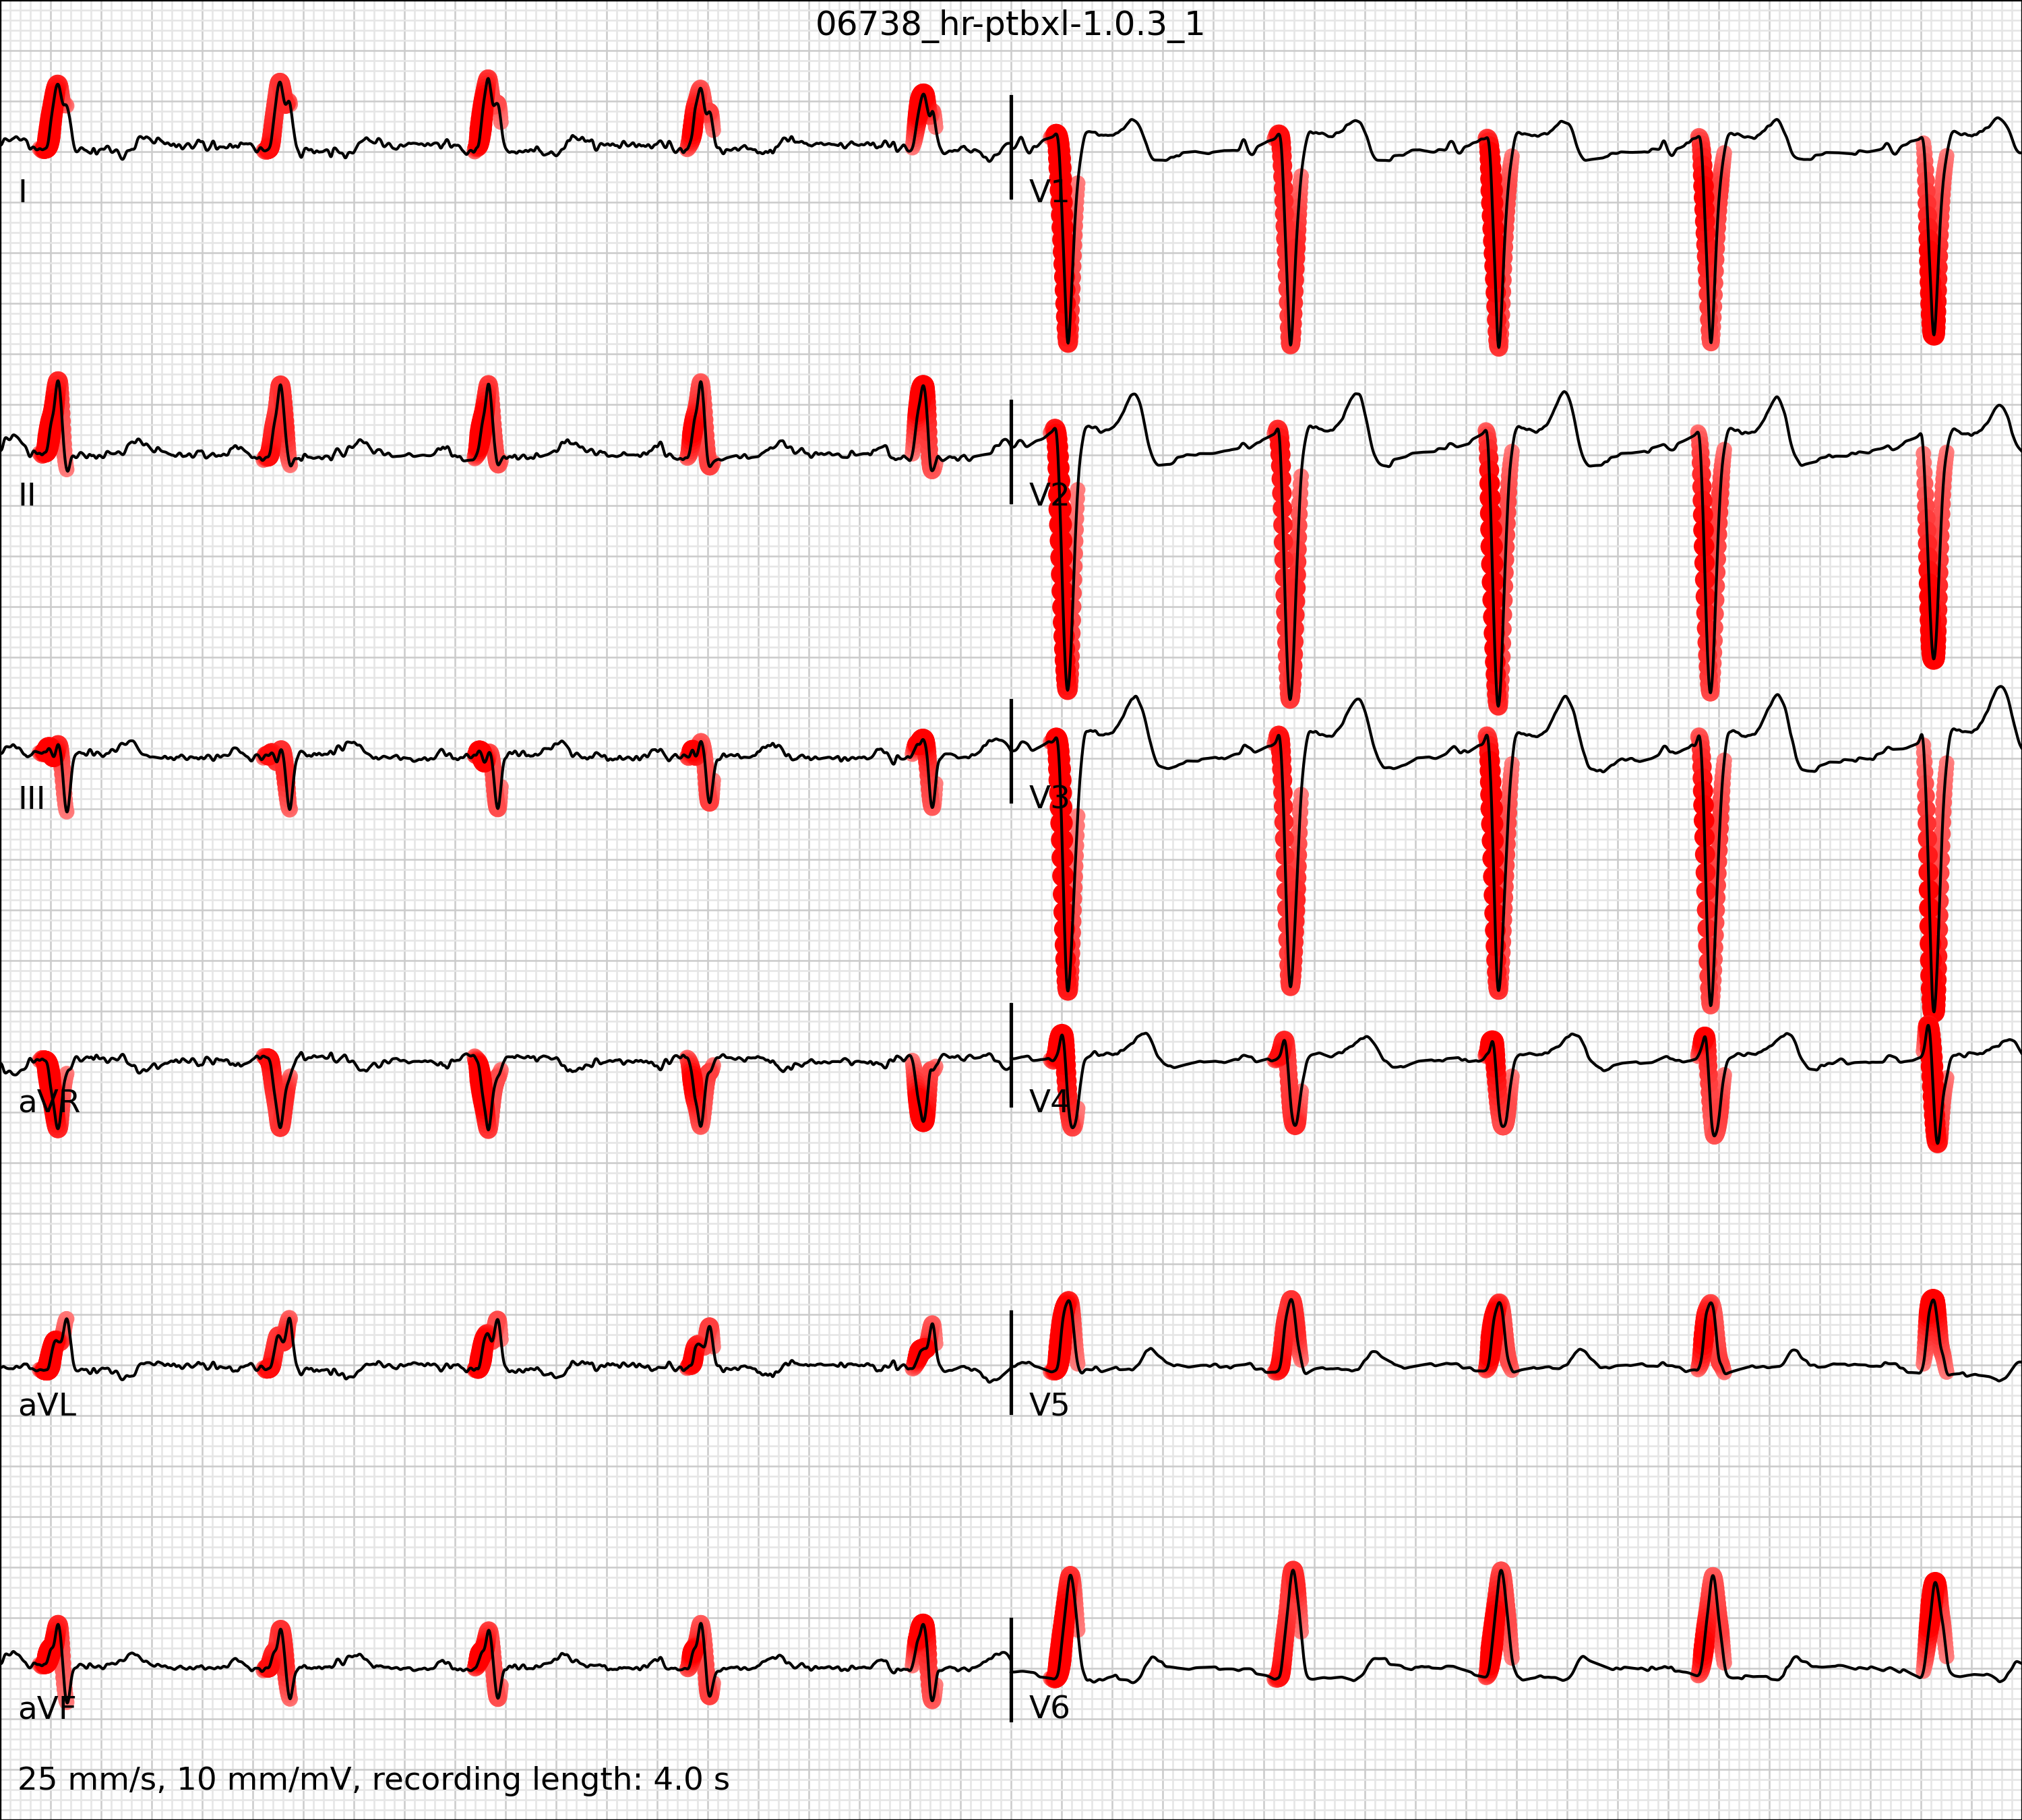 06738_hr-ptbxl-1.0.3_1
I
V1
II
V2
III
V3
aVR
V4
aVL
V5
aVF
V6
25 mm/s, 10 mm/mV, recording length: 4.0 s